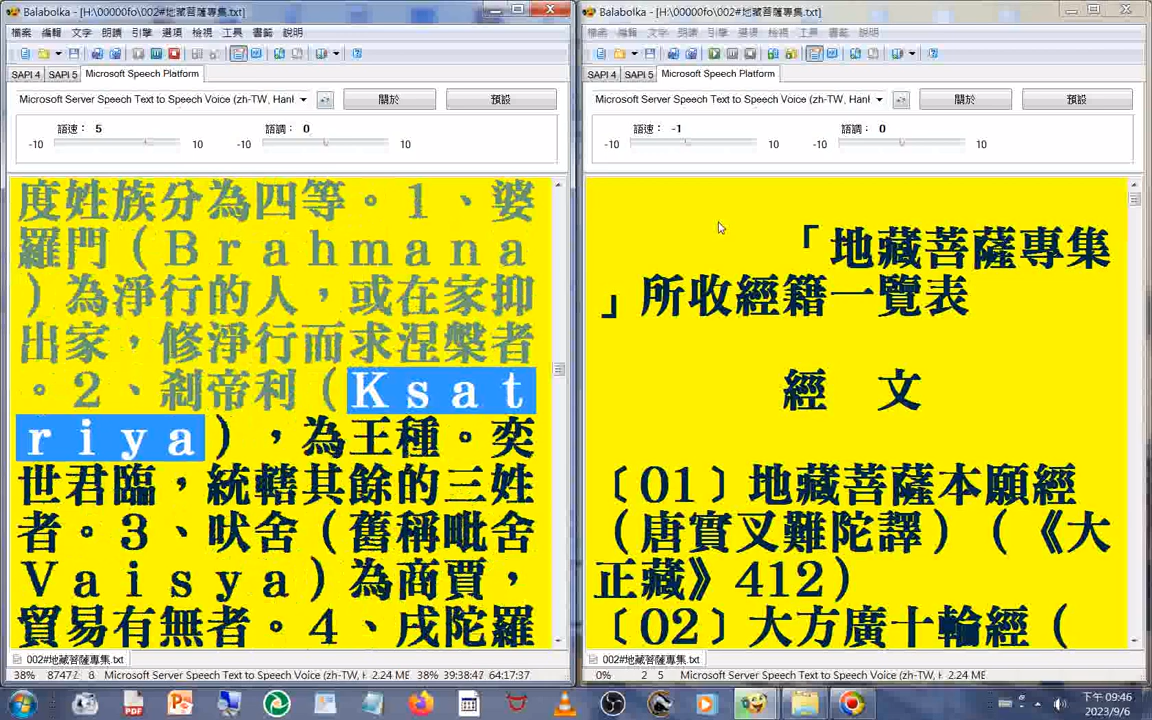 Balabolka - [H:\00000fo\002#地藏菩薩專集.txt]
檔案 編輯 文字 朗讀 引擎 選項 檢視 工具 書籤 說明
SAPI 4 SAPI 5 Microsoft Speech Platform
Microsoft Server Speech Text to Speech Voice (zh-TW, Hanl
關於
預設
語速： 5
語調： 0
-10 10 -10 10
度姓族分為四等。１、婆
羅門（Ｂｒａｈｍａｎａ
）為淨行的人，或在家抑
出家，修淨行而求涅槃者
。２、剎帝利（Ｋｓａｔ
ｒｉｙａ），為王種。奕
世君臨，統轄其餘的三姓
者。３、吠舍（舊稱毗舍
Ｖａｉｓｙａ）為商賈，
貿易有無者。４、戌陀羅
002#地藏菩薩專集.txt
38% Microsoft Server Speech Text to Speech Voice (zh-TW, H 2.24 ME 38% 39:38:47 64:17:37
Balabolka - [H:\00000fo\002#地藏菩薩專集.txt]
檔案 編輯 文字 朗讀 引擎 選項 檢視 工具 書籤 說明
SAPI 4 SAPI 5 Microsoft Speech Platform
Microsoft Server Speech Text to Speech Voice (zh-TW, Hanl
關於
預設
語速： -1
語調： 0
-10 10 -10 10
「地藏菩薩專集
」所收經籍一覽表
經 文
〔01〕地藏菩薩本願經
（唐實叉難陀譯）（《大
正藏》412）
〔02〕大方廣十輪經（
002#地藏菩薩專集.txt
0% 2 5 Microsoft Server Speech Text to Speech Voice (zh-TW, H 2.24 ME
下午 09:46
2023/9/6